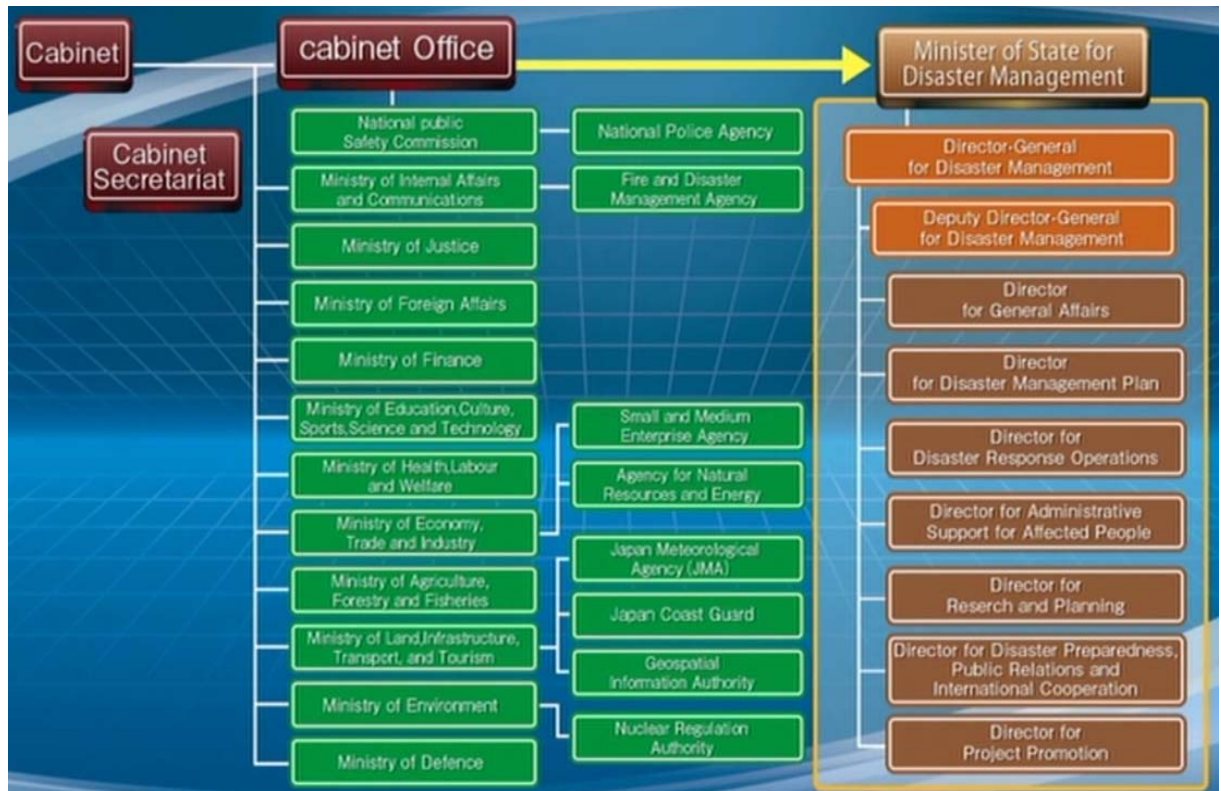 Cabinet
cabinet Office
Minister of State for
Disaster Management
Cabinet
Secretariat
National public
Safety Commission
National Police Agency
Ministry of Internal Affairs
and Communications
Fire and Disaster
Management Agency
Ministry of Justice
Ministry of Foreign Affairs
Ministry of Finance
Ministry of Education,Culture,
Sports,Science and Technology
Ministry of Health,Labour
and Welfare
Ministry of Economy,
Trade and Industry
Small and Medium
Enterprise Agency
Agency for Natural
Resources and Energy
Ministry of Agriculture,
Forestry and Fisheries
Ministry of Land,Infrastructure,
Transport, and Tourism
Japan Meteorological
Agency (JMA)
Japan Coast Guard
Geospatial
Information Authority
Ministry of Environment
Nuclear Regulation
Authority
Ministry of Defence
Director-General
for Disaster Management
Deputy Director-General
for Disaster Management
Director
for General Affairs
Director
for Disaster Management Plan
Director for
Disaster Response Operations
Director for Administrative
Support for Affected People
Director for
Reserch and Planning
Director for Disaster Preparedness,
Public Relations and
International Cooperation
Director for
Project Promotion